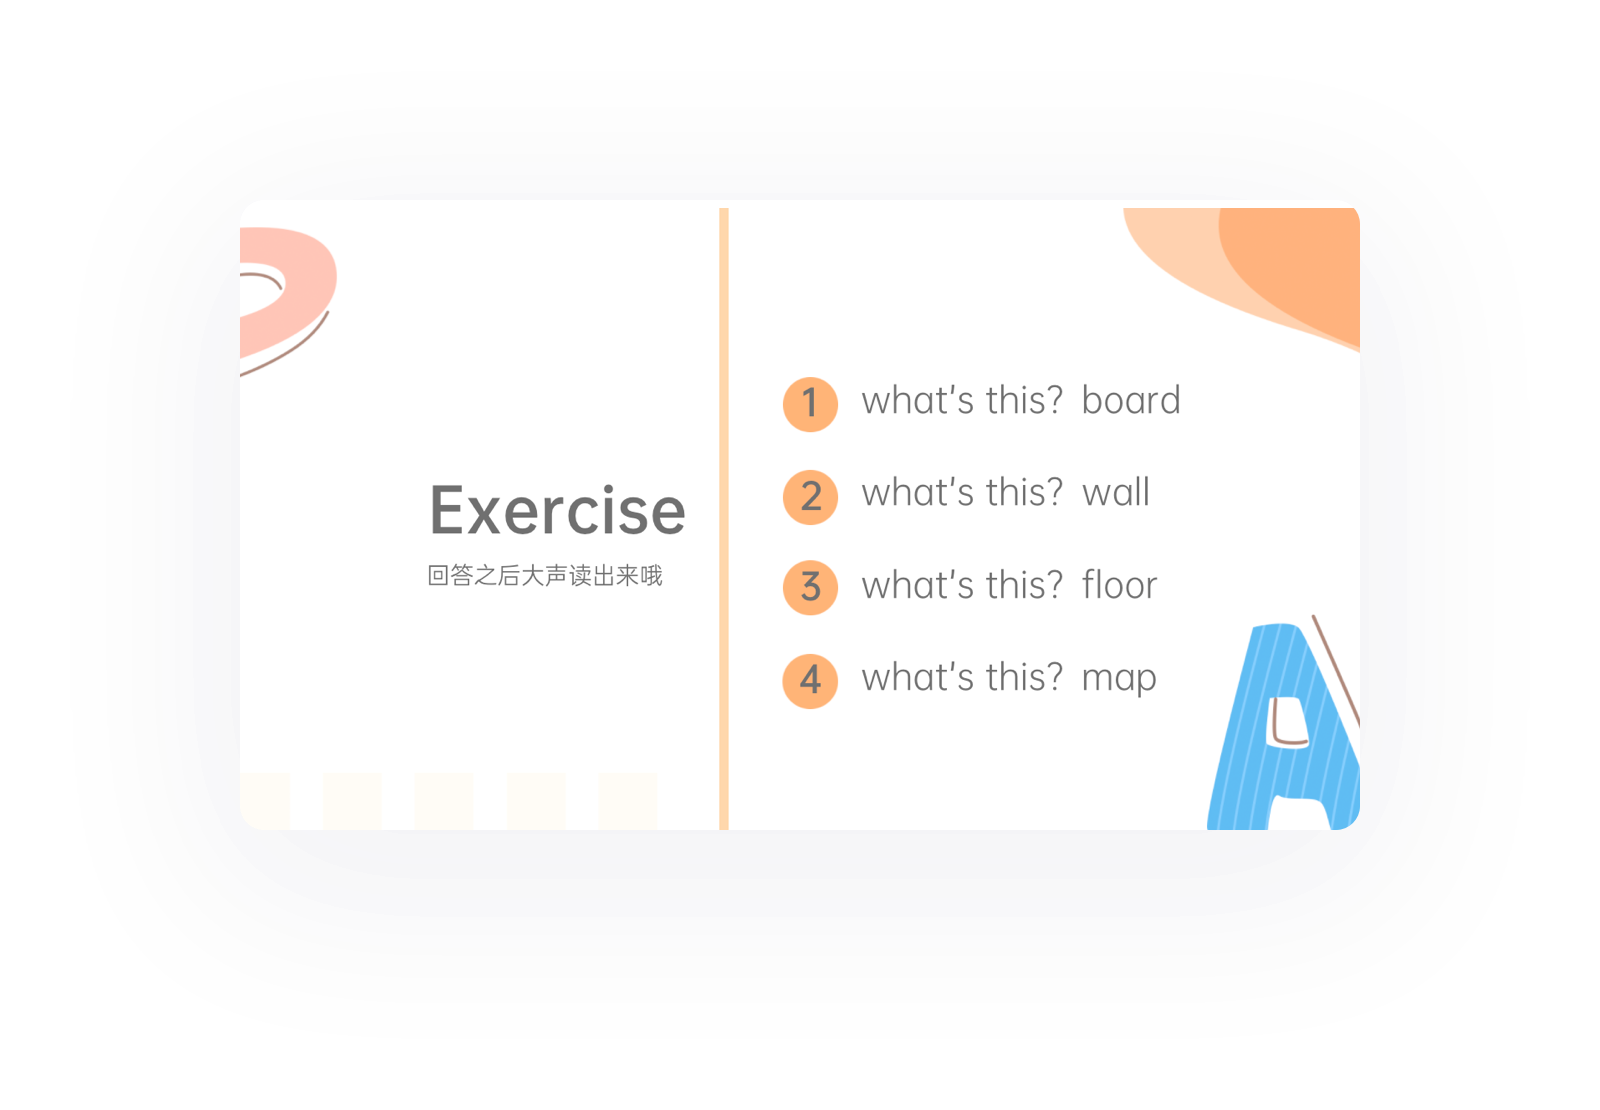 Exercise
回答之后大声读出来哦
1 what's this? board
2 what's this? wall
3 what's this? floor
4 what's this? map
A